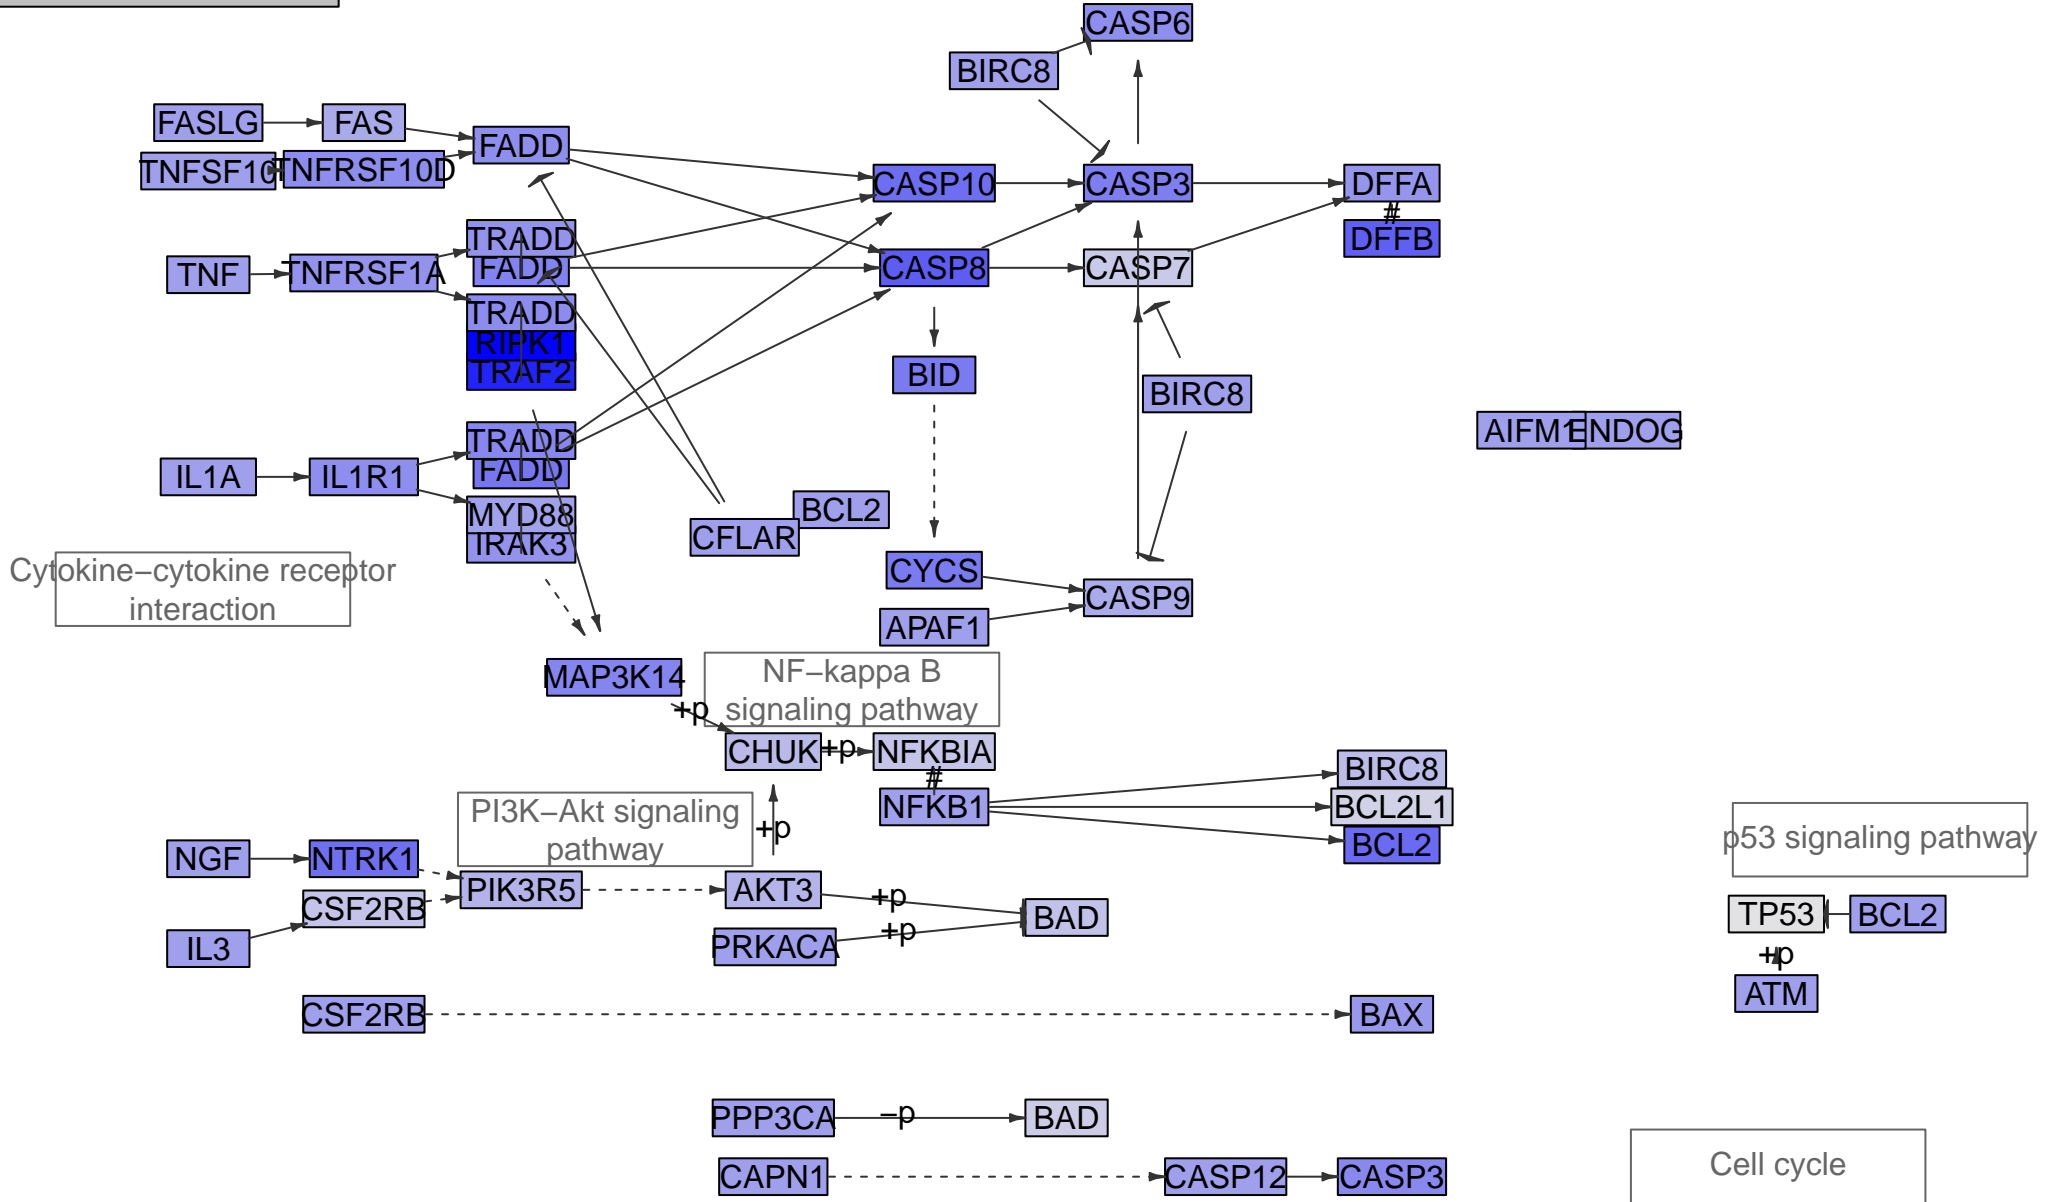 CASP6
BIRC8
FASLG
FAS
FADD
TNFSF10
TNFRSF10D
CASP10
CASP3
DFFA
#
DFFB
TRADD
FADD
TNF
TNFRSF1A
CASP8
CASP7
TRADD
RIPK1
TRAF2
BID
BIRC8
TRADD
FADD
AIFM1
ENDOG
IL1A
IL1R1
MYD88
IRAK3
BCL2
CFLAR
Cytokine–cytokine receptor
interaction
CYCS
CASP9
APAF1
MAP3K14
NF–kappa B
signaling pathway
+p
CHUK
+p
NFKBIA
#
NFKB1
BIRC8
BCL2L1
BCL2
PI3K–Akt signaling
pathway
+p
p53 signaling pathway
NGF
NTRK1
CSF2RB
PIK3R5
AKT3
+p
BAD
IL3
PRKACA
+p
TP53
BCL2
+p
ATM
CSF2RB
BAX
PPP3CA
–p
BAD
CAPN1
CASP12
CASP3
Cell cycle